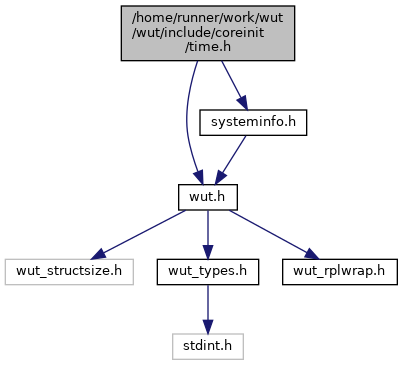 /home/runner/work/wut
/wut/include/coreinit
/time.h
systeminfo.h
wut.h
wut_structsize.h
wut_types.h
wut_rplwrap.h
stdint.h